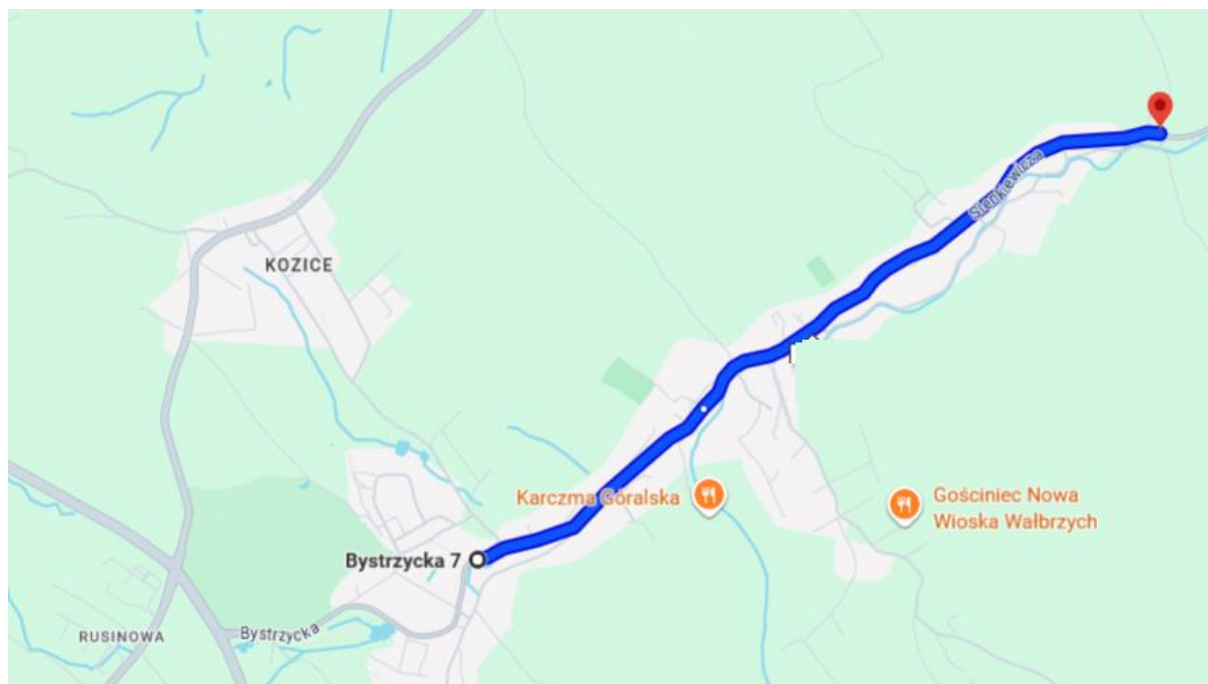 Sienkiewicza
KOZICE
Karczma Góralska
Gościniec Nowa
Wioska Wałbrzych
Bystrzycka 7
Bystrzycka
RUSINOWA